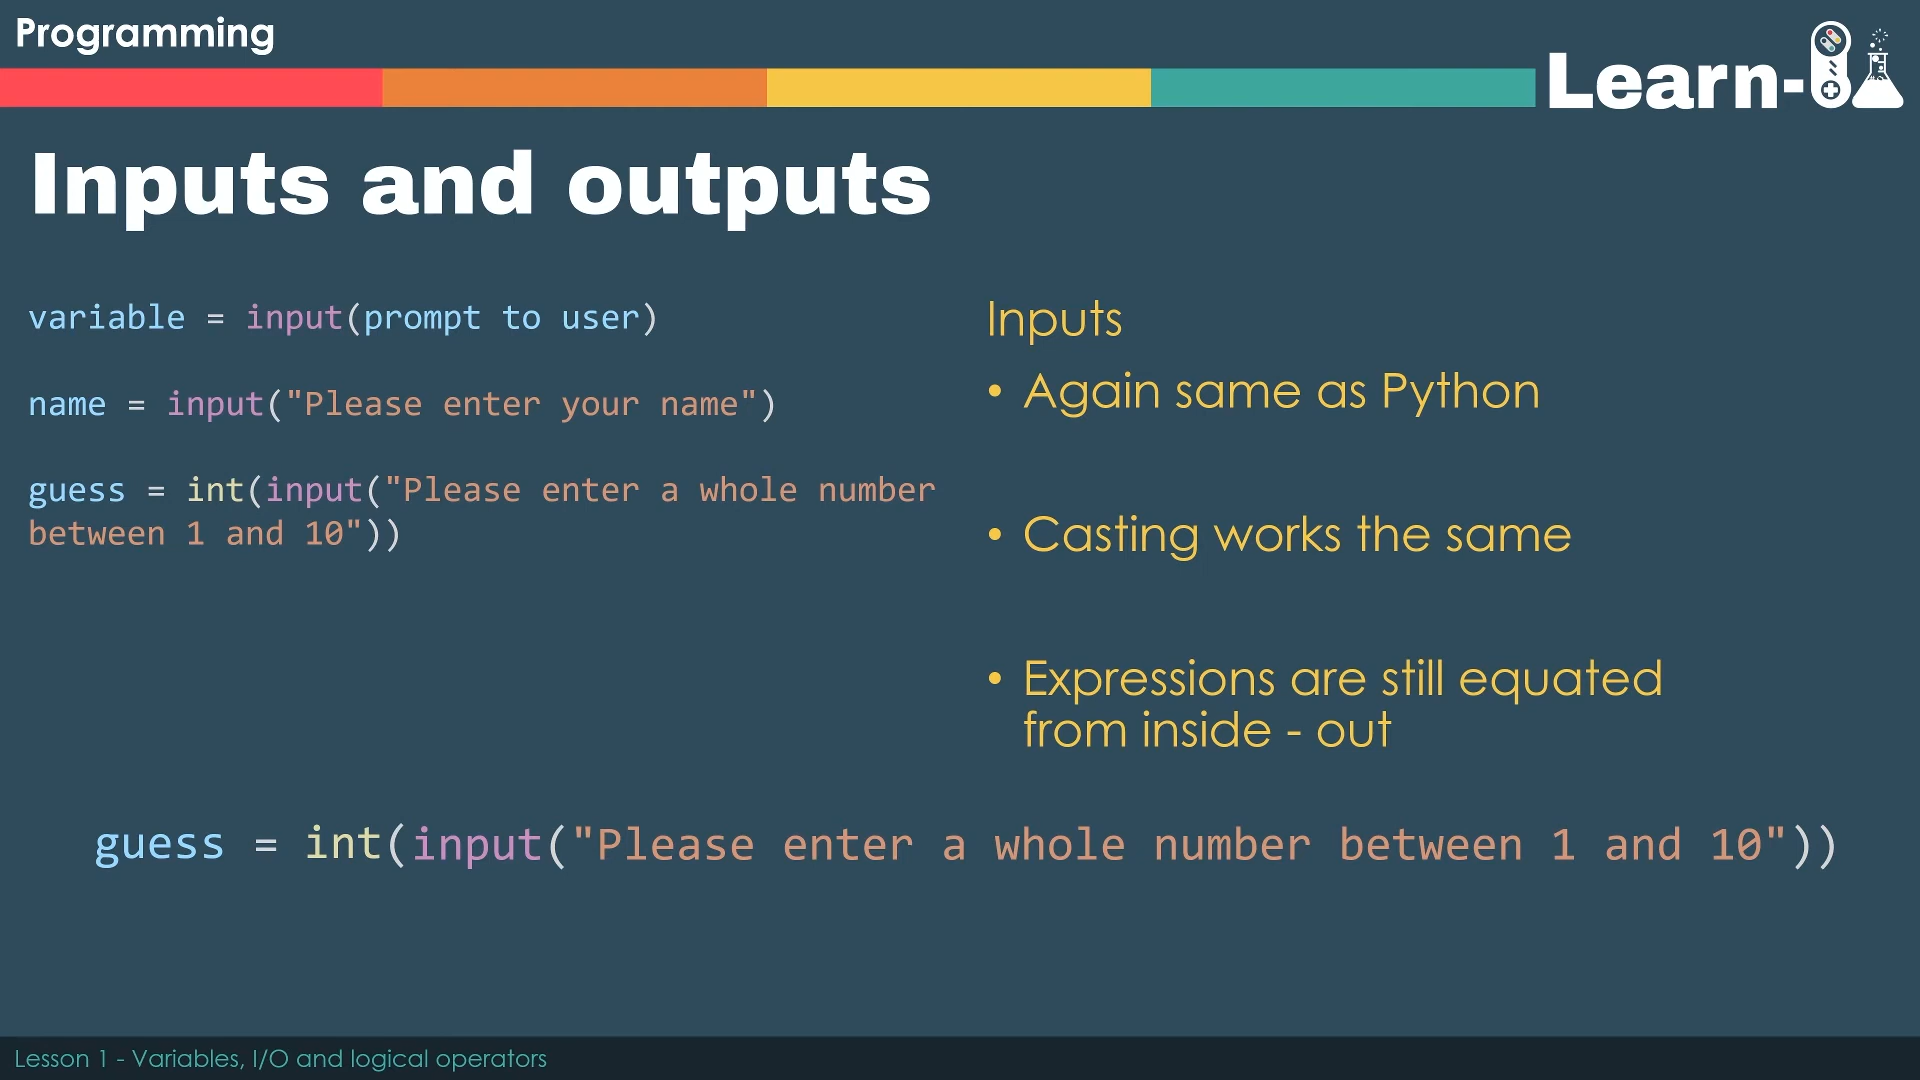 Programming
Learn-
Inputs and outputs
variable = input(prompt to user)
name = input("Please enter your name")
guess = int(input("Please enter a whole number
between 1 and 10"))
Inputs
• Again same as Python
• Casting works the same
• Expressions are still equated
from inside - out
guess = int(input("Please enter a whole number between 1 and 10"))
Lesson 1 - Variables, I/O and logical operators